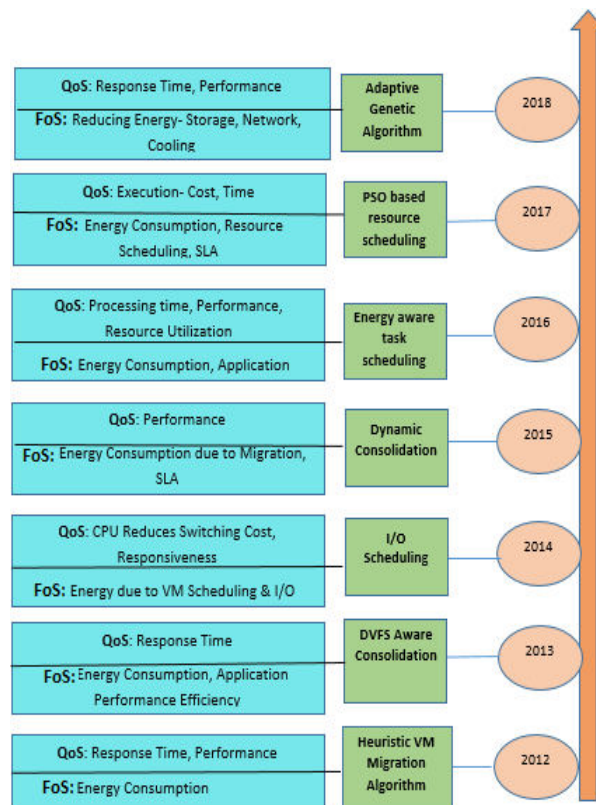 QoS: Response Time, Performance
FoS: Reducing Energy- Storage, Network,
Cooling
Adaptive
Genetic
Algorithm
2018
QoS: Execution- Cost, Time
FoS: Energy Consumption, Resource
Scheduling, SLA
PSO based
resource
scheduling
2017
QoS: Processing time, Performance,
Resource Utilization
FoS: Energy Consumption, Application
Energy aware
task
scheduling
2016
QoS: Performance
FoS: Energy Consumption due to Migration,
SLA
Dynamic
Consolidation
2015
QoS: CPU Reduces Switching Cost,
Responsiveness
FoS: Energy due to VM Scheduling & I/O
I/O
Scheduling
2014
QoS: Response Time
FoS: Energy Consumption, Application
Performance Efficiency
DVFS Aware
Consolidation
2013
QoS: Response Time, Performance
FoS: Energy Consumption
Heuristic VM
Migration
Algorithm
2012